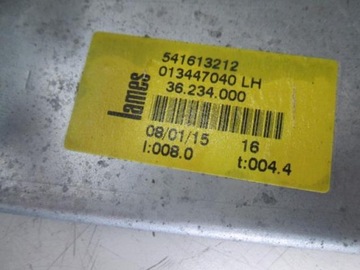 541613212
013447040 LH
36.234.000
lames
08/01/15 16
I:008.0 t:004.4